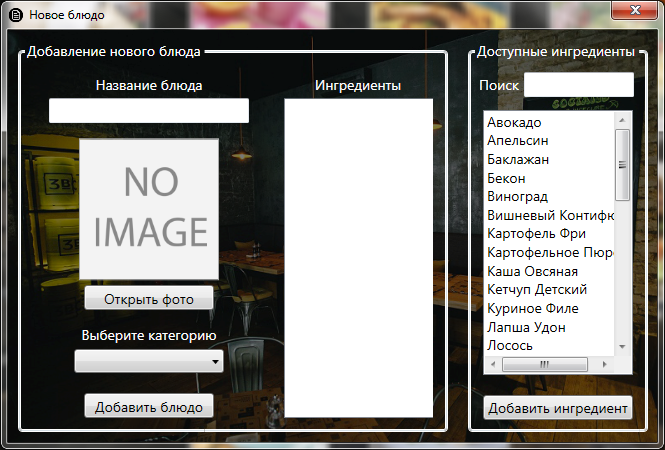 Новое блюдо
Добавление нового блюда
Название блюда
NO
IMAGE
Открыть фото
Выберите категорию
Добавить блюдо
Ингредиенты
Доступные ингредиенты
Поиск
Авокадо
Апельсин
Баклажан
Бекон
Виноград
Вишневый Контифю
Картофель Фри
Картофельное Пюре
Каша Овсяная
Кетчуп Детский
Куриное Филе
Лапша Удон
Лосось
Добавить ингредиент